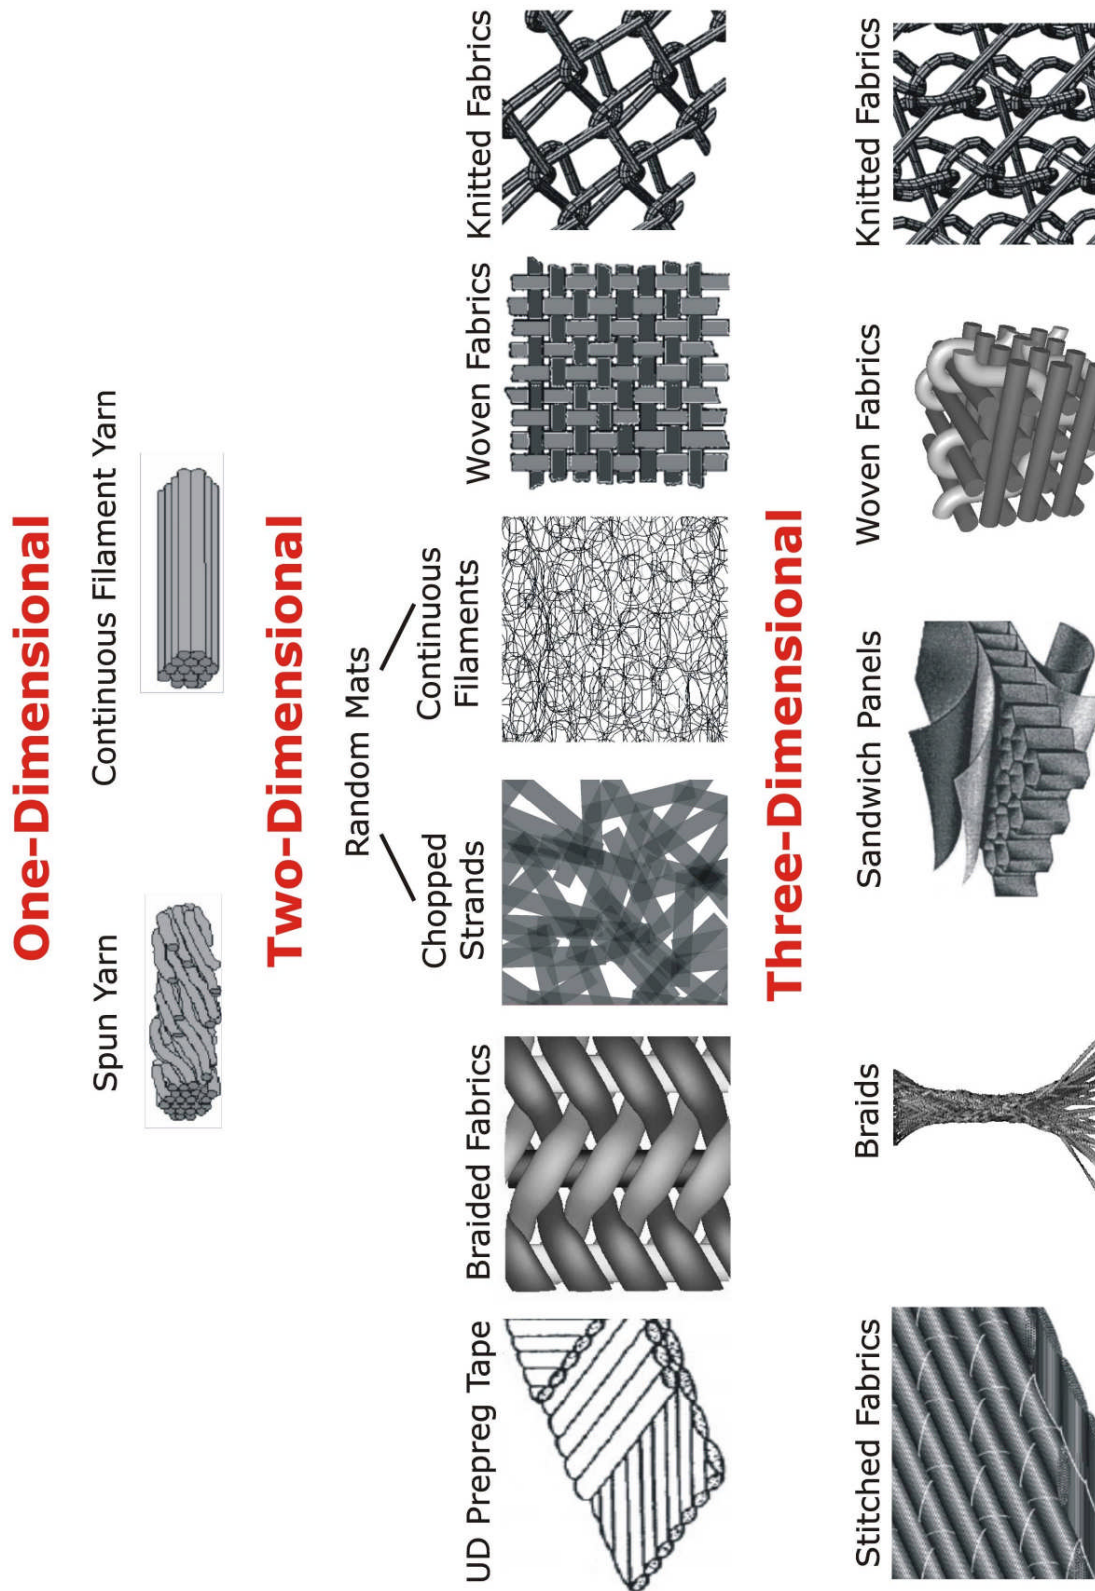 One-Dimensional
Spun Yarn
Continuous Filament Yarn
Two-Dimensional
Random Mats
UD Prepreg Tape
Braided Fabrics
Chopped
Strands
Continuous
Filaments
Woven Fabrics
Knitted Fabrics
Three-Dimensional
Stitched Fabrics
Braids
Sandwich Panels
Woven Fabrics
Knitted Fabrics